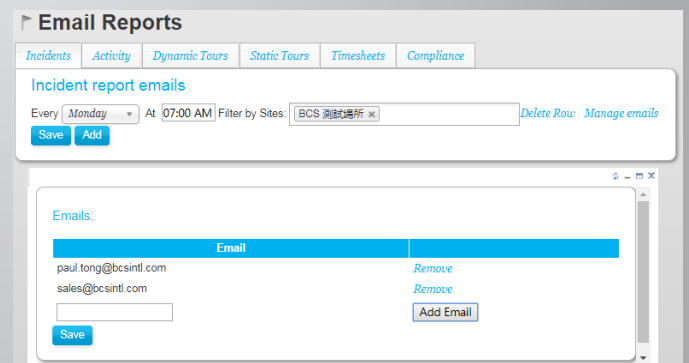 Email Reports
Incidents Activity Dynamic Tours Static Tours Timesheets Compliance
Incident report emails
Every Monday At 07:00 AM Filter by Sites: BCS 測試場所 × Delete Row Manage emails
Save Add
Emails:
Email
paul.tong@bcsintl.com Remove
sales@bcsintl.com Remove
Add Email
Save